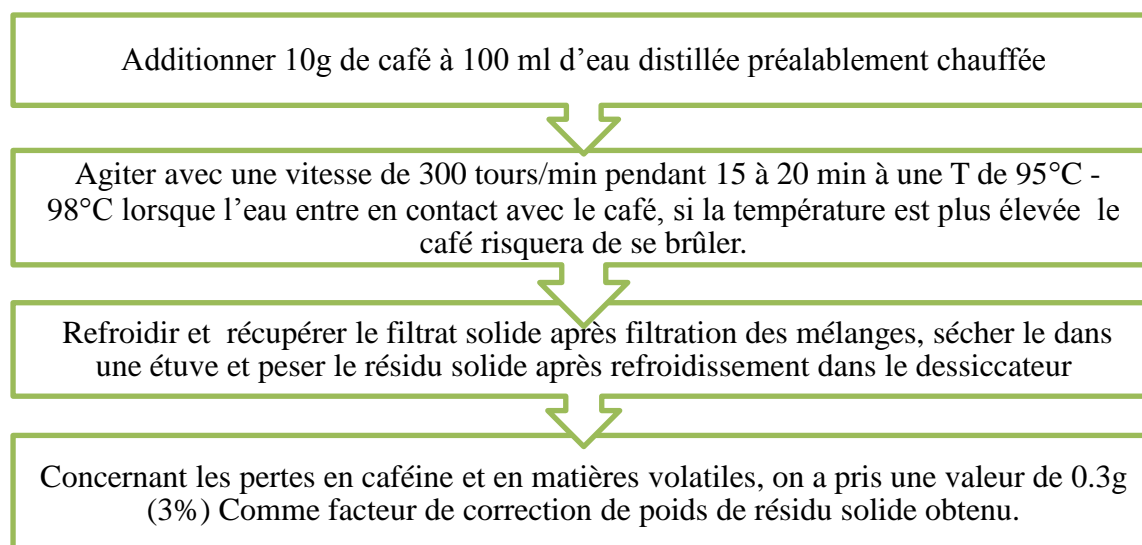 Additionner 10g de café à 100 ml d’eau distillée préalablement chauffée
Agiter avec une vitesse de 300 tours/min pendant 15 à 20 min à une T de 95°C -
98°C lorsque l’eau entre en contact avec le café, si la température est plus élevée le
café risquera de se brûler.
Refroidir et récupérer le filtrat solide après filtration des mélanges, sécher le dans
une étuve et peser le résidu solide après refroidissement dans le dessiccateur
Concernant les pertes en caféine et en matières volatiles, on a pris une valeur de 0.3g
(3%) Comme facteur de correction de poids de résidu solide obtenu.